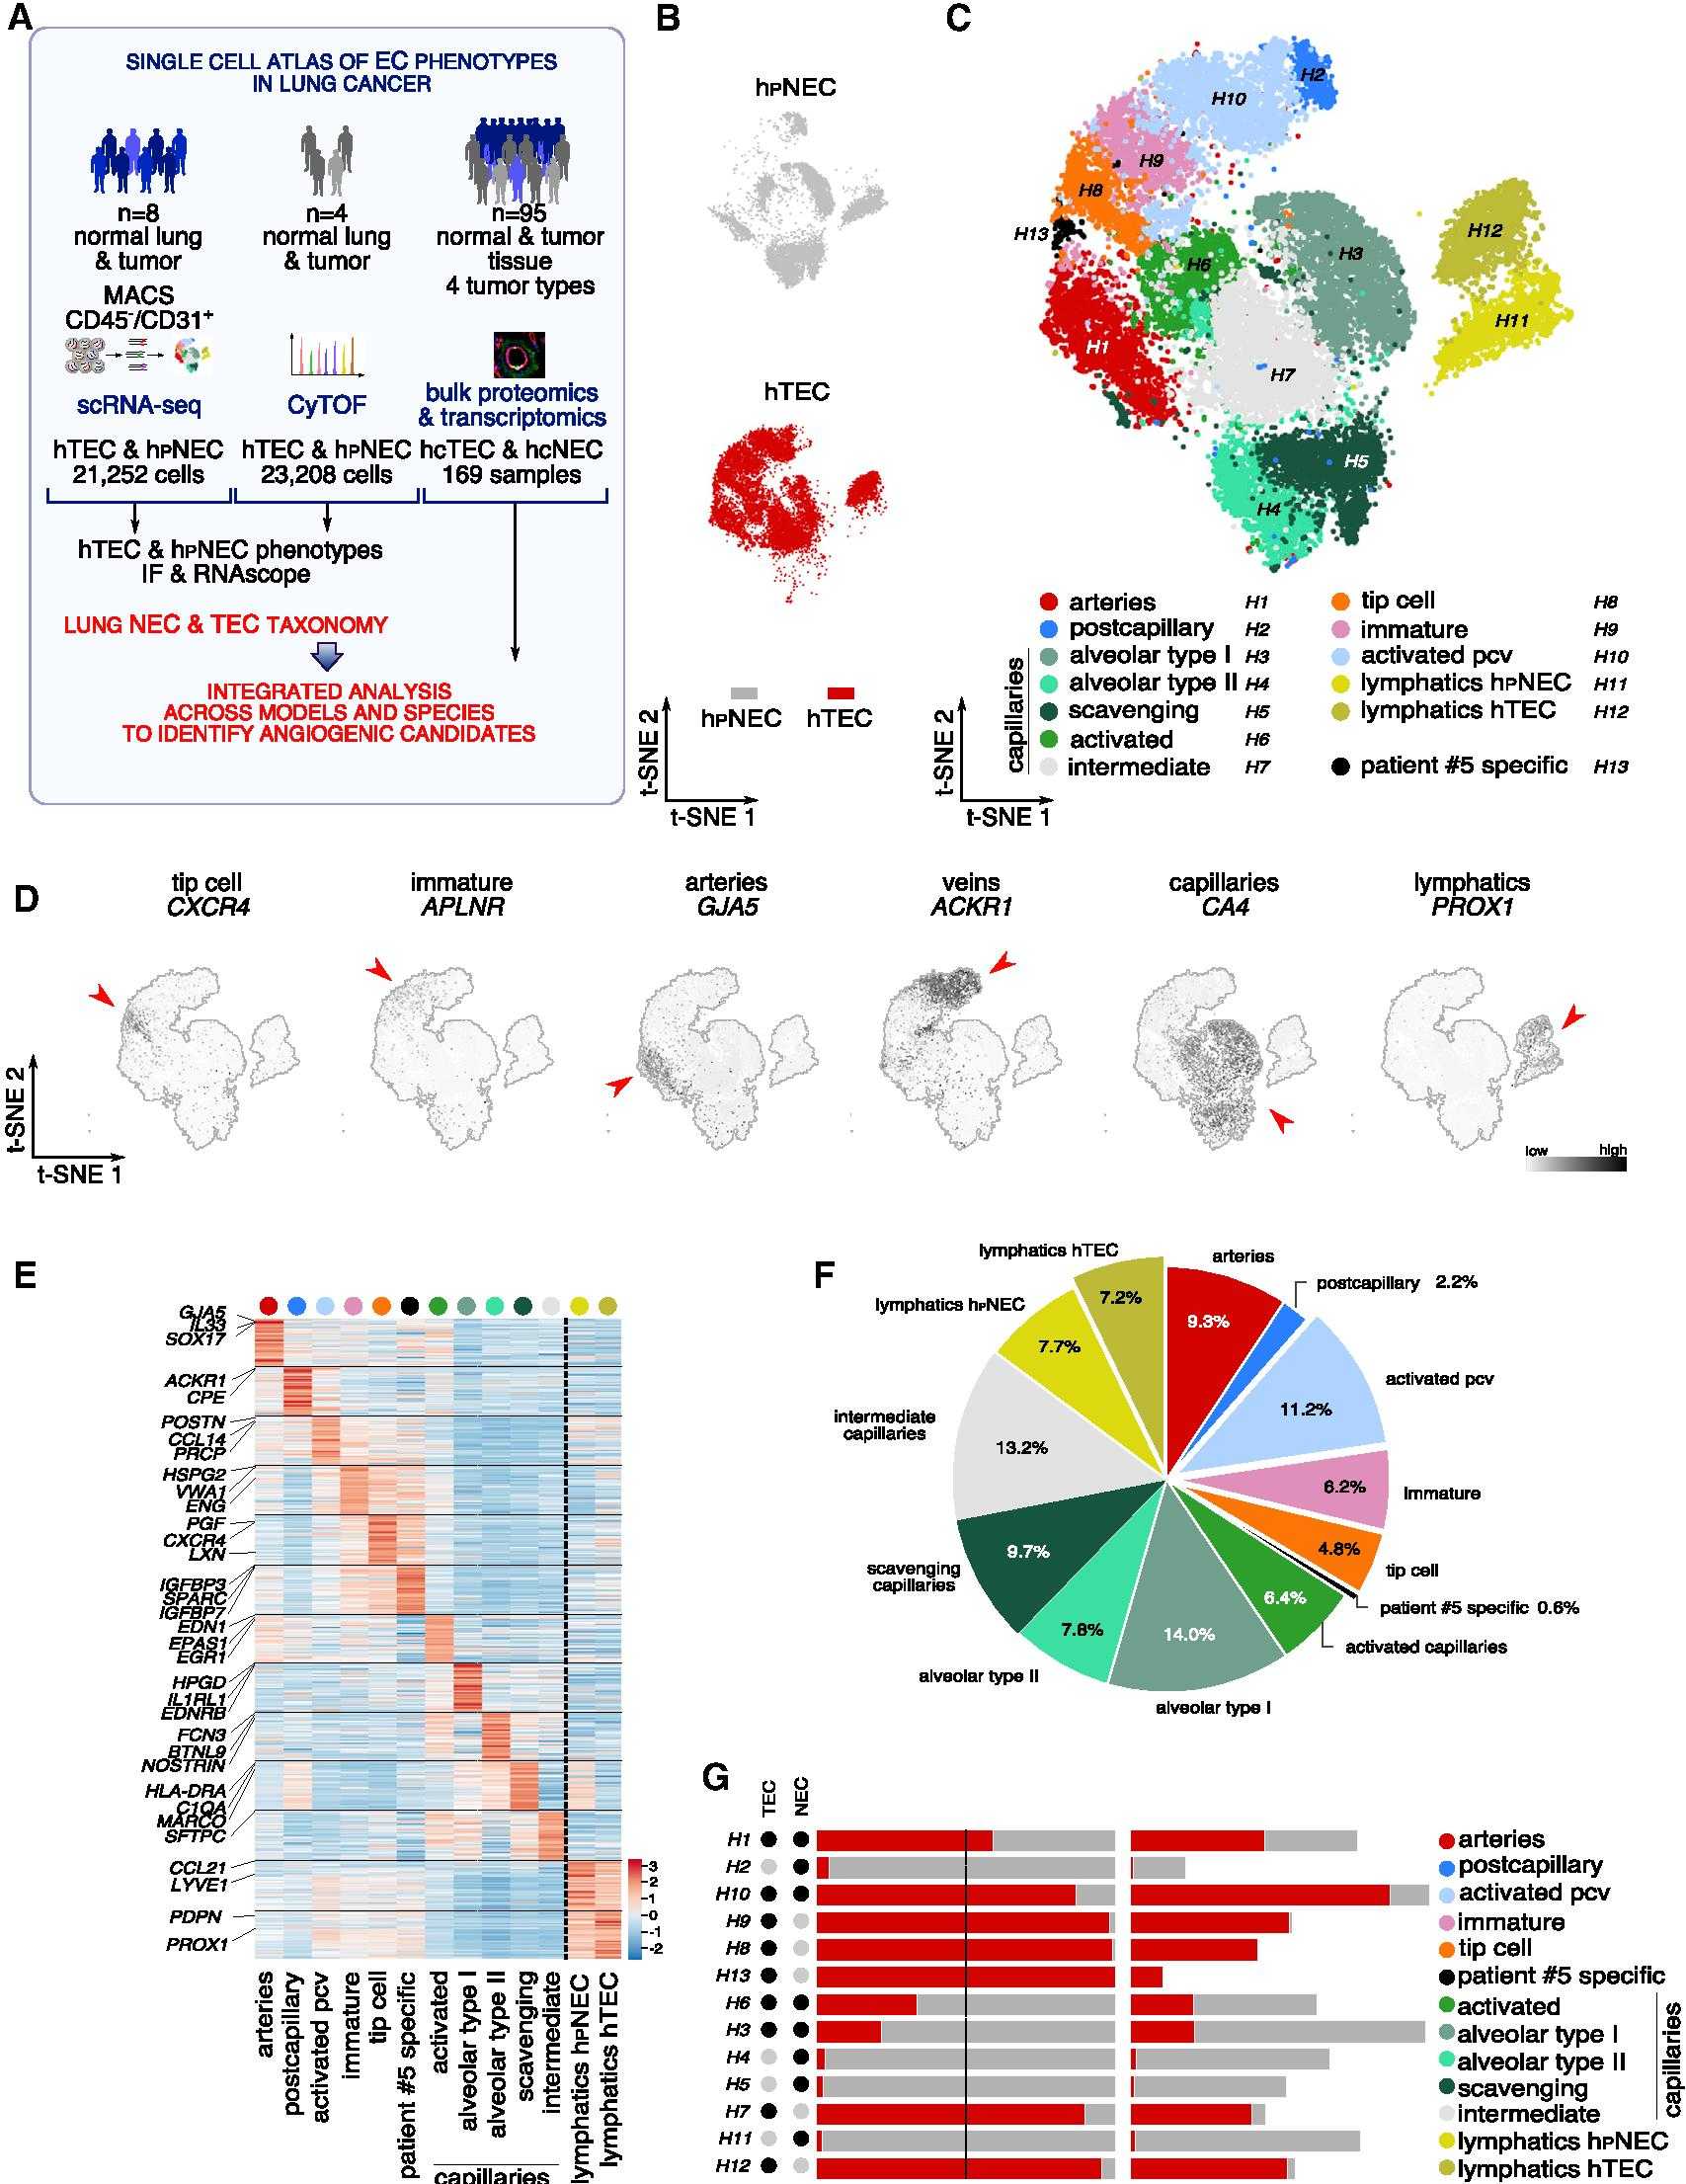 A
SINGLE CELL ATLAS OF EC PHENOTYPES
IN LUNG CANCER
n=8
normal lung
& tumor
MACS
CD45-/CD31+
scRNA-seq
hTEC & hPNEC
21,252 cells
n=4
normal lung
& tumor
CyTOF
hTEC & hPNEC
23,208 cells
n=95
normal & tumor
tissue
4 tumor types
bulk proteomics
& transcriptomics
hcTEC & hcNEC
169 samples
hTEC & hPNEC phenotypes
IF & RNAscope
LUNG NEC & TEC TAXONOMY
INTEGRATED ANALYSIS
ACROSS MODELS AND SPECIES
TO IDENTIFY ANGIOGENIC CANDIDATES
B
hPNEC
hTEC
hPNEC
hTEC
t-SNE 2
t-SNE 1
C
H2
H10
H9
H8
H13
H6
H3
H12
H11
H1
H7
H5
H4
arteries H1
postcapillary H2
alveolar type I H3
alveolar type II H4
scavenging H5
activated H6
intermediate H7
capillaries
tip cell H8
immature H9
activated pcv H10
lymphatics hPNEC H11
lymphatics hTEC H12
patient #5 specific H13
t-SNE 2
t-SNE 1
D
tip cell
CXCR4
immature
APLNR
arteries
GJA5
veins
ACKR1
capillaries
CA4
lymphatics
PROX1
t-SNE 2
t-SNE 1
low high
E
GJA5
IL33
SOX17
ACKR1
CPE
POSTN
CCL14
PRCP
HSPG2
VWA1
ENG
PGF
CXCR4
LXN
IGFBP3
SPARC
IGFBP7
EDN1
EPAS1
EGR1
HPGD
IL1RL1
EDNRB
FCN3
BTNL9
NOSTRIN
HLA-DRA
C1QA
MARCO
SFTPC
CCL21
LYVE1
PDPN
PROX1
3
2
1
0
-1
-2
arteries
postcapillary
activated pcv
immature
tip cell
patient #5 specific
activated
alveolar type I
alveolar type II
scavenging
intermediate
lymphatics hPNEC
lymphatics hTEC
capillaries
F
lymphatics hTEC
7.2%
arteries
9.3%
postcapillary 2.2%
activated pcv
11.2%
immature
6.2%
tip cell
4.8%
patient #5 specific 0.6%
activated capillaries
6.4%
alveolar type I
14.0%
alveolar type II
7.8%
scavenging
capillaries
9.7%
intermediate
capillaries
13.2%
lymphatics hPNEC
7.7%
G
TEC
NEC
H1
H2
H10
H9
H8
H13
H6
H3
H4
H5
H7
H11
H12
arteries
postcapillary
activated pcv
immature
tip cell
patient #5 specific
activated
alveolar type I
alveolar type II
scavenging
intermediate
lymphatics hPNEC
lymphatics hTEC
capillaries